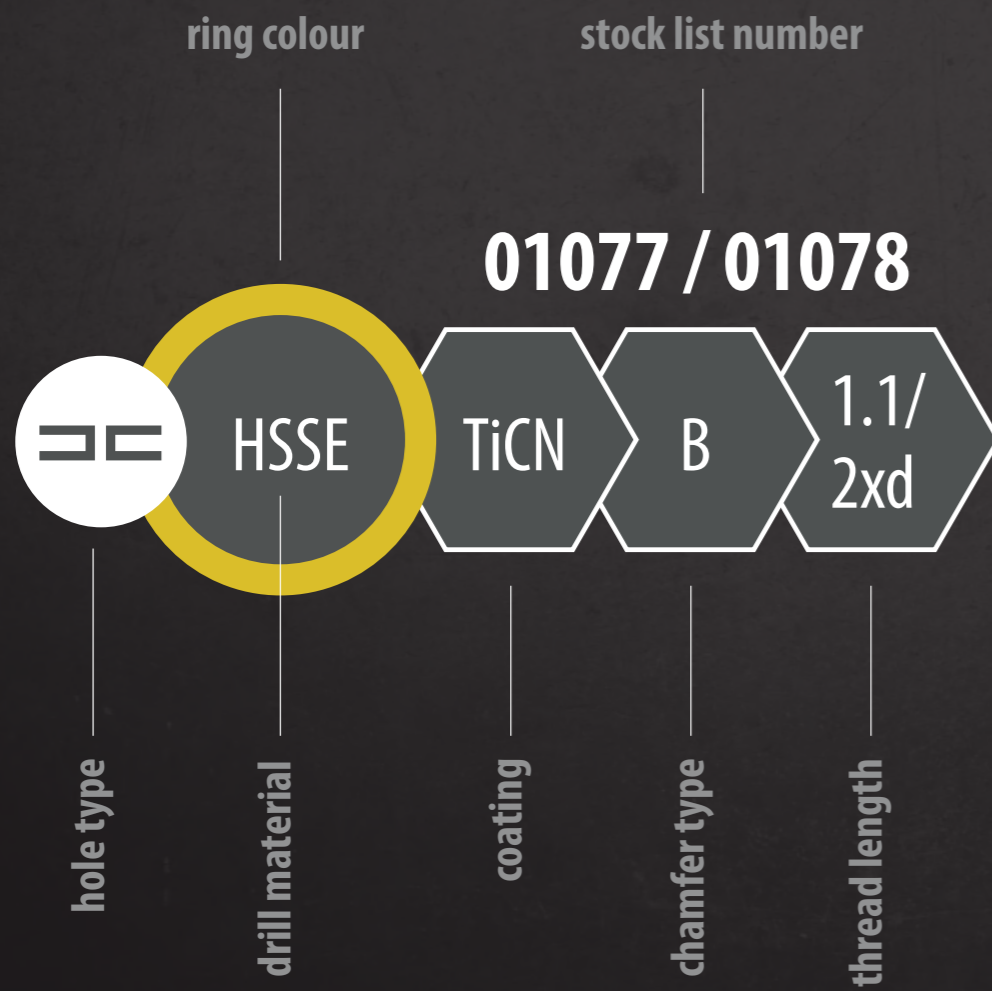 ring colour
stock list number
01077 / 01078
HSSE
TiCN
B
1.1/
2xd
hole type
drill material
coating
chamfer type
thread length